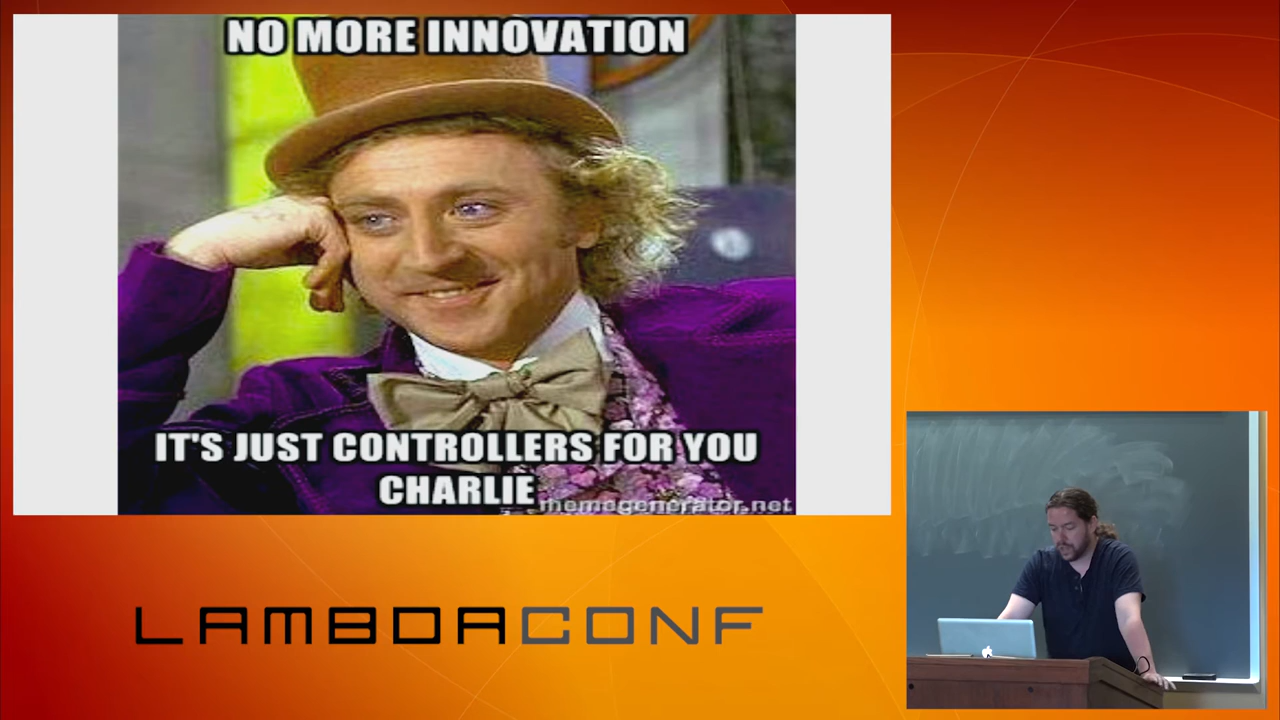 NO MORE INNOVATION
IT'S JUST CONTROLLERS FOR YOU
CHARLIE
memegenerator.net
LAMBDACONF